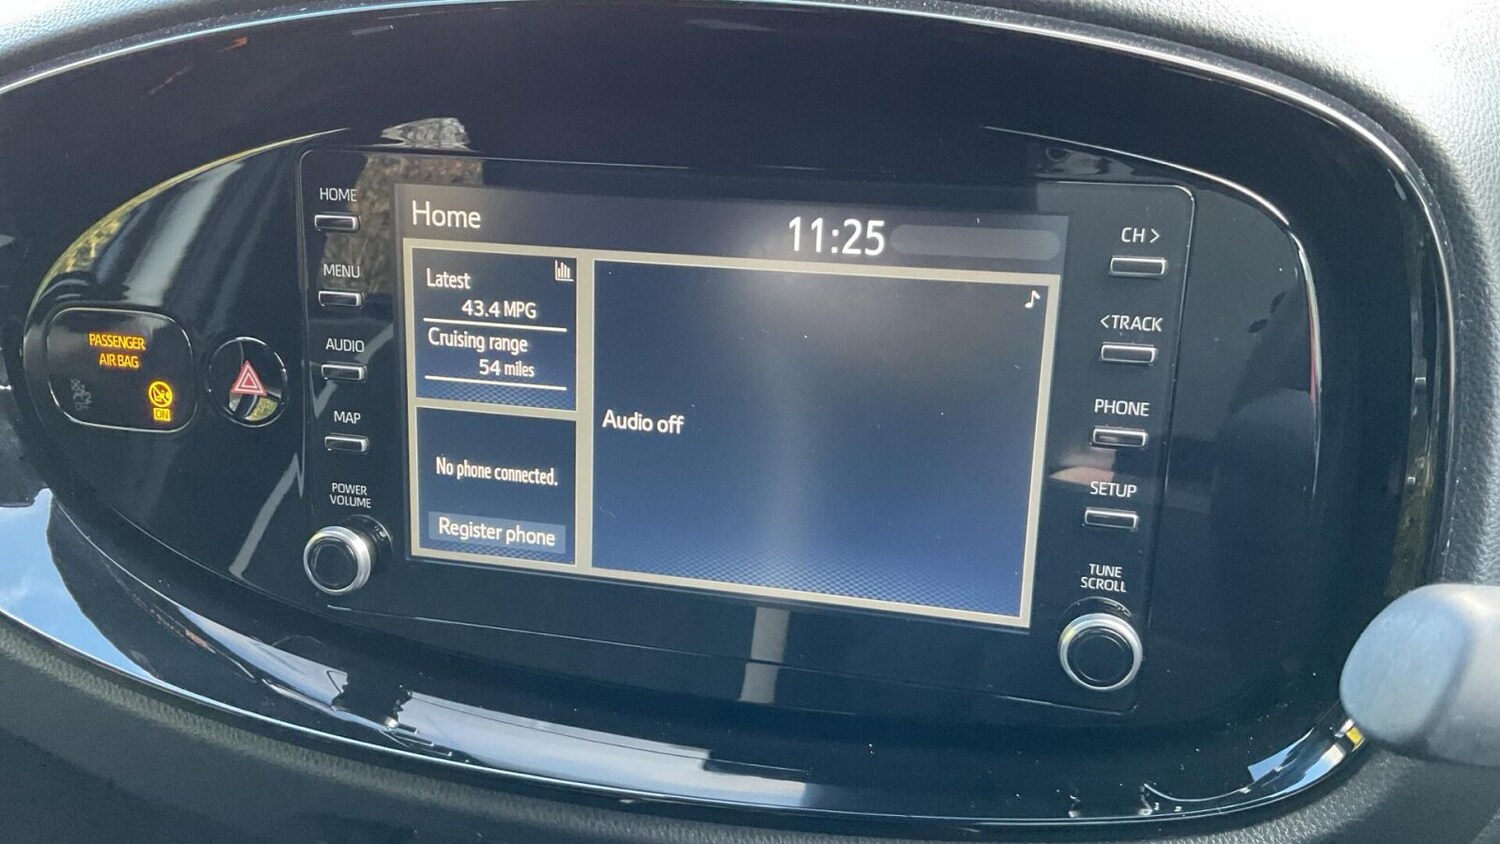 HOME
MENU
AUDIO
MAP
POWER
VOLUME
PASSENGER
AIR BAG
ON
Home
11:25
Latest
43.4 MPG
Cruising range
54 miles
No phone connected.
Register phone
Audio off
CH >
<TRACK
PHONE
SETUP
TUNE
SCROLL